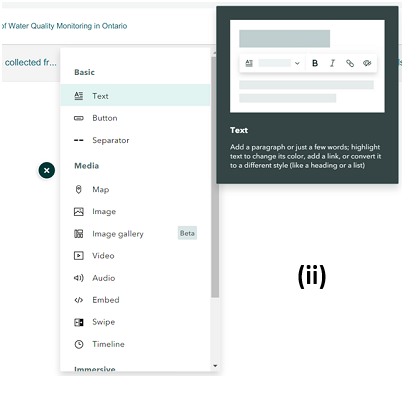 of Water Quality Monitoring in Ontario
collected fr...
Basic
Text
Button
Separator
Media
Map
Image
Image gallery Beta
Video
Audio
Embed
Swipe
Timeline
Immersive
B I
Text
Add a paragraph or just a few words; highlight
text to change its color, add a link, or convert it
to a different style (like a heading or a list)
(ii)